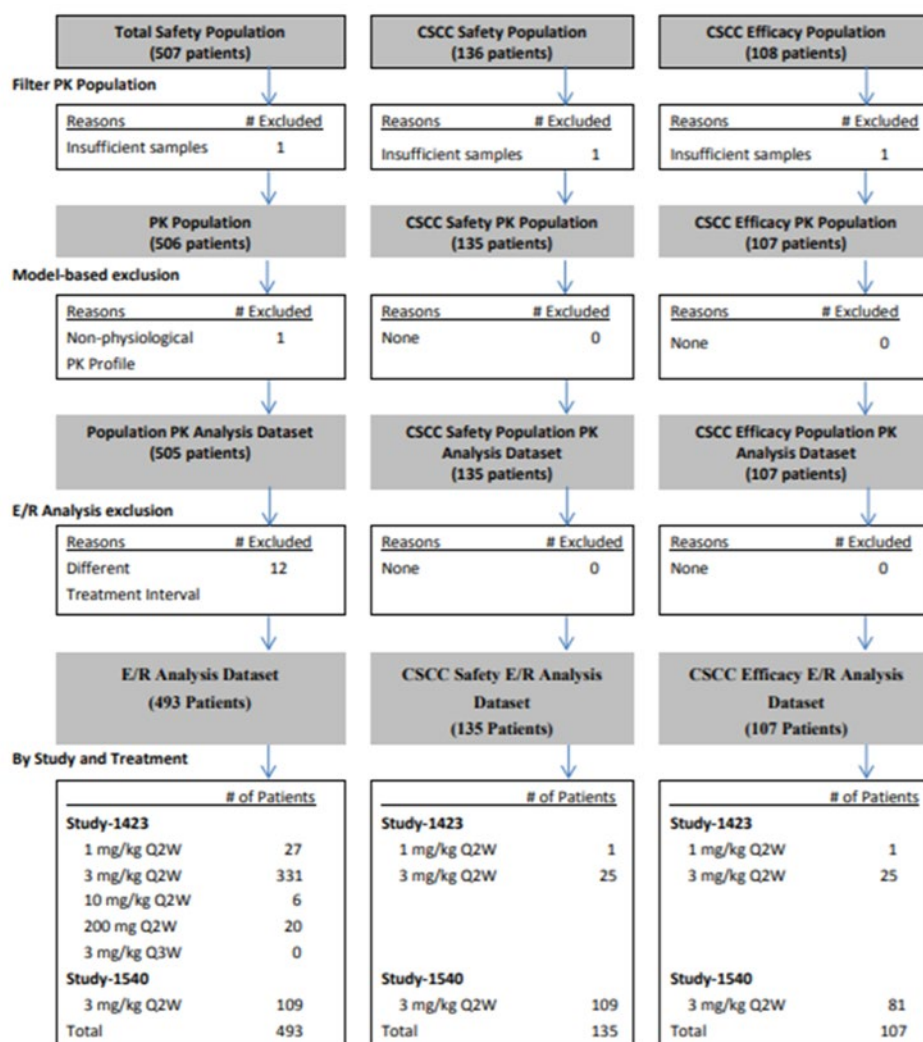 Total Safety Population
(507 patients)
CSCC Safety Population
(136 patients)
CSCC Efficacy Population
(108 patients)
Filter PK Population
Reasons # Excluded
Insufficient samples 1
Reasons # Excluded
Insufficient samples 1
Reasons # Excluded
Insufficient samples 1
PK Population
(506 patients)
CSCC Safety PK Population
(135 patients)
CSCC Efficacy PK Population
(107 patients)
Model-based exclusion
Reasons # Excluded
Non-physiological 1
PK Profile
Reasons # Excluded
None 0
Reasons # Excluded
None 0
Population PK Analysis Dataset
(505 patients)
CSCC Safety Population PK
Analysis Dataset
(135 patients)
CSCC Efficacy Population PK
Analysis Dataset
(107 patients)
E/R Analysis exclusion
Reasons # Excluded
Different 12
Treatment Interval
Reasons # Excluded
None 0
Reasons # Excluded
None 0
E/R Analysis Dataset
(493 Patients)
CSCC Safety E/R Analysis
Dataset
(135 Patients)
CSCC Efficacy E/R Analysis
Dataset
(107 Patients)
By Study and Treatment
# of Patients
Study-1423
1 mg/kg Q2W 27
3 mg/kg Q2W 331
10 mg/kg Q2W 6
200 mg Q2W 20
3 mg/kg Q3W 0
Study-1540
3 mg/kg Q2W 109
Total 493
# of Patients
Study-1423
1 mg/kg Q2W 1
3 mg/kg Q2W 25
Study-1540
3 mg/kg Q2W 109
Total 135
# of Patients
Study-1423
1 mg/kg Q2W 1
3 mg/kg Q2W 25
Study-1540
3 mg/kg Q2W 81
Total 107